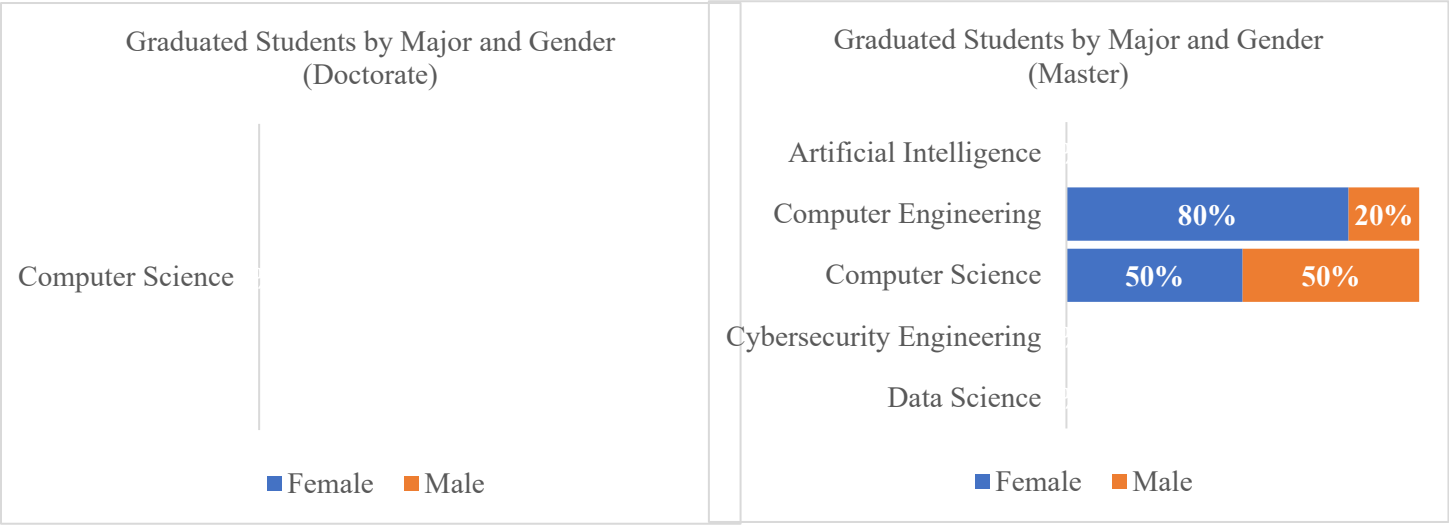 Graduated Students by Major and Gender
(Doctorate)
Computer Science
Female Male
Graduated Students by Major and Gender
(Master)
Artificial Intelligence
Computer Engineering 80% 20%
Computer Science 50% 50%
Cybersecurity Engineering
Data Science
Female Male